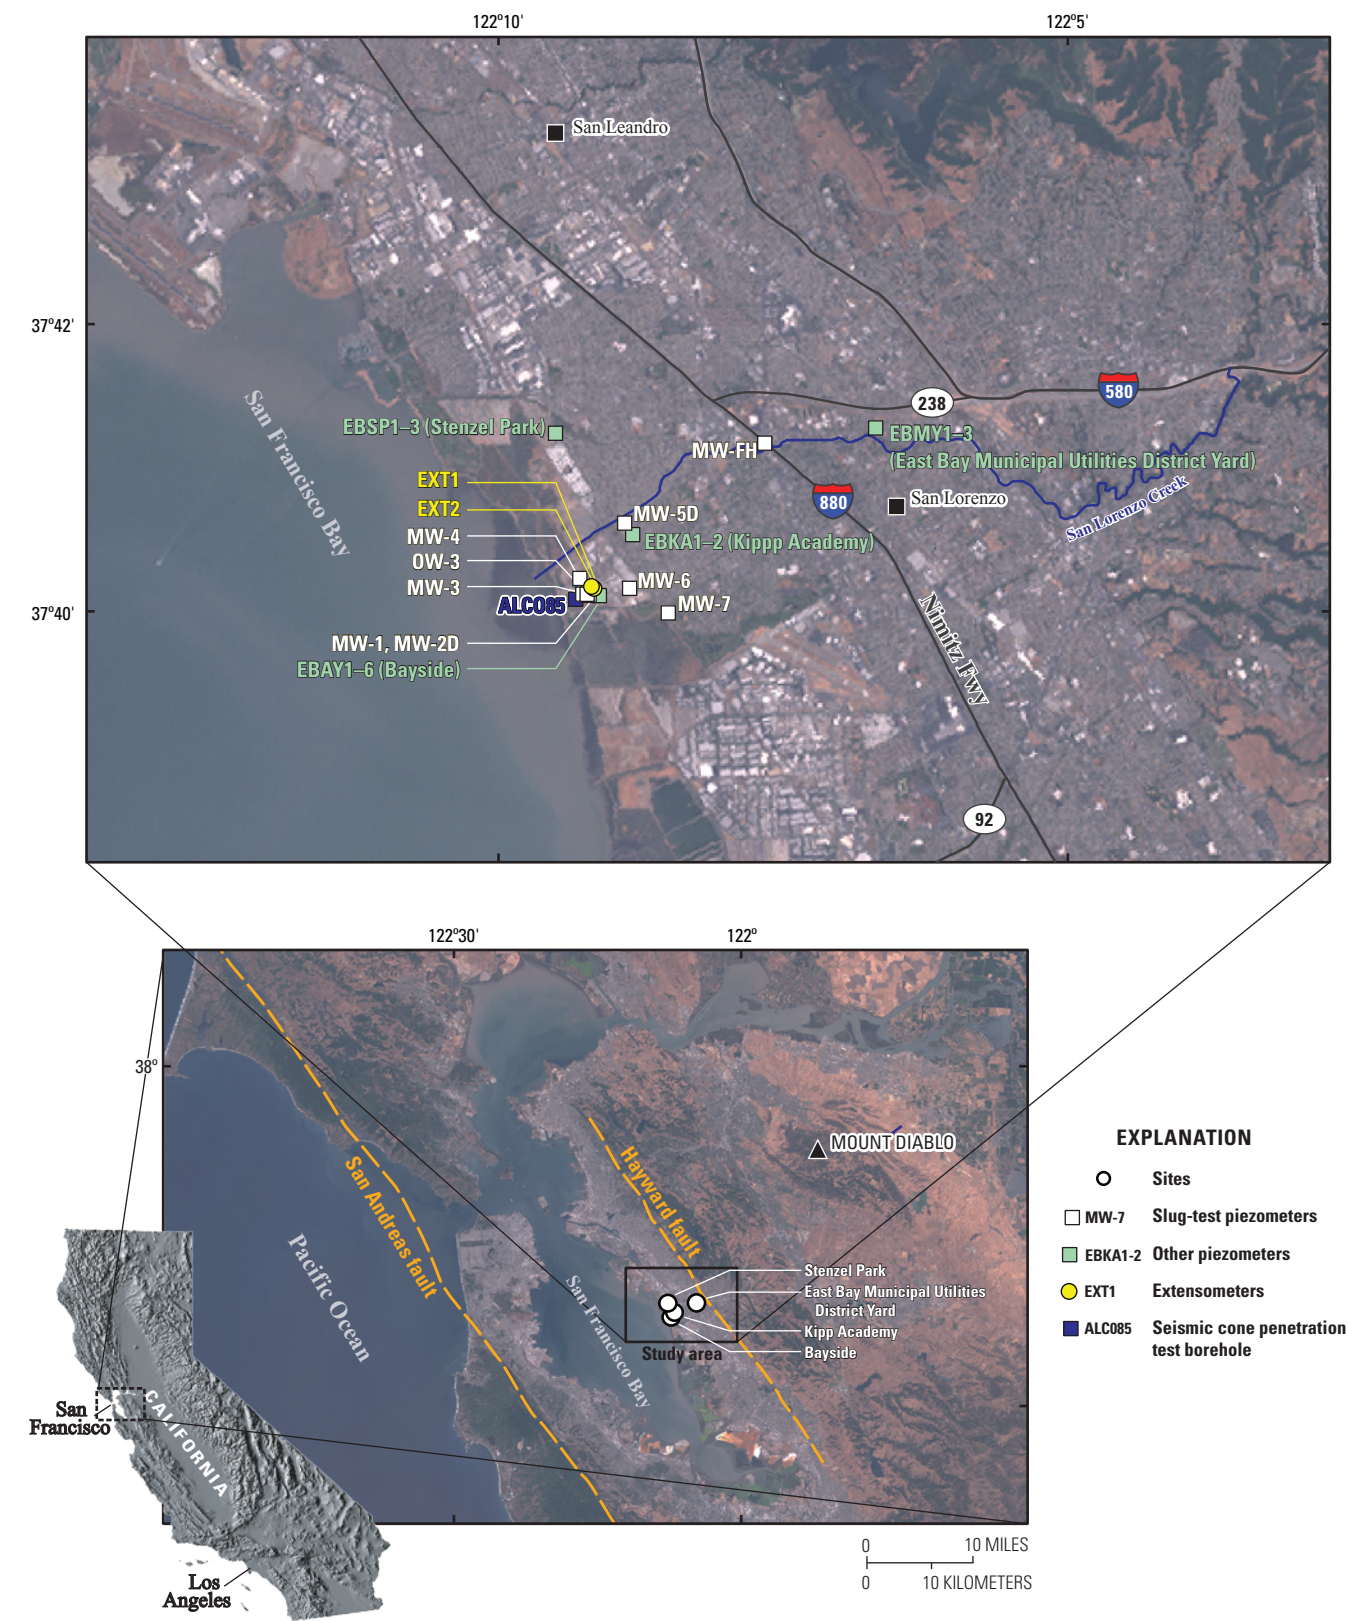 122°10'
122°5'
San Leandro
37°42'
580
238
San Francisco Bay
EBSP1–3 (Stenzel Park)
EBMY1–3
(East Bay Municipal Utilities District Yard)
MW-FH
EXT1
880
San Lorenzo
EXT2
MW-5D
San Lorenzo Creek
MW-4
EBKA1–2 (Kippp Academy)
OW-3
MW-6
MW-3
ALC085
MW-7
37°40'
Nimitz Fwy
MW-1, MW-2D
EBAY1–6 (Bayside)
92
122°30'
122°
38°
MOUNT DIABLO
San Andreas fault
Hayward fault
Pacific Ocean
San Francisco Bay
Stenzel Park
East Bay Municipal Utilities
District Yard
Kipp Academy
Bayside
Study area
EXPLANATION
Sites
MW-7 Slug-test piezometers
EBKA1-2 Other piezometers
EXT1 Extensometers
ALC085 Seismic cone penetration
test borehole
San
Francisco
CALIFORNIA
Los
Angeles
0 10 MILES
0 10 KILOMETERS